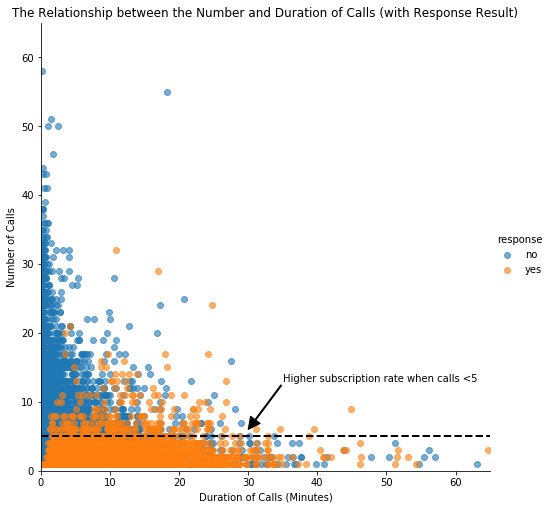 The Relationship between the Number and Duration of Calls (with Response Result)
60
50
40
30
20
10
0
Number of Calls
Higher subscription rate when calls <5
response
no
yes
0
10
20
30
40
50
60
Duration of Calls (Minutes)